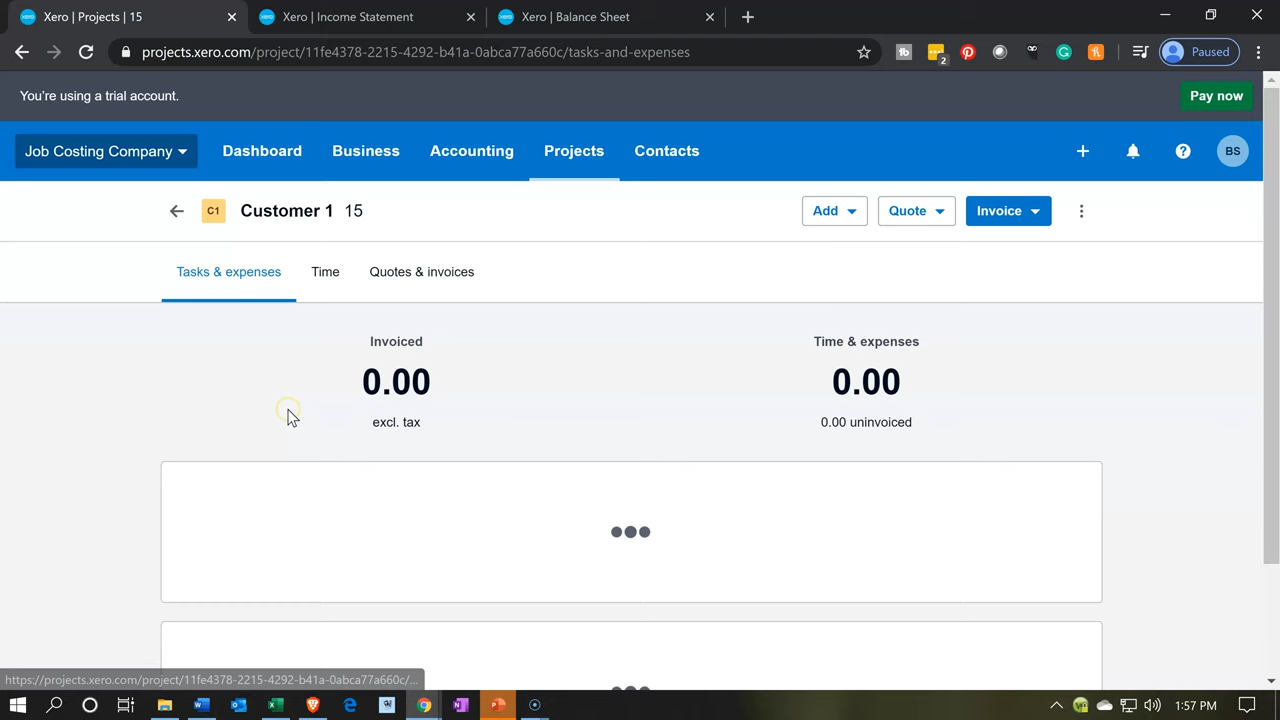 Xero | Projects | 15
Xero | Income Statement
Xero | Balance Sheet
projects.xero.com/project/11fe4378-2215-4292-b41a-0abca77a660c/tasks-and-expenses
2
Paused
You're using a trial account.
Pay now
Job Costing Company
Dashboard
Business
Accounting
Projects
Contacts
BS
C1
Customer 1
15
Add
Quote
Invoice
Tasks & expenses
Time
Quotes & invoices
Invoiced
Time & expenses
0.00
0.00
excl. tax
0.00 uninvoiced
https://projects.xero.com/project/11fe4378-2215-4292-b41a-0abca77a660c/...
1:57 PM